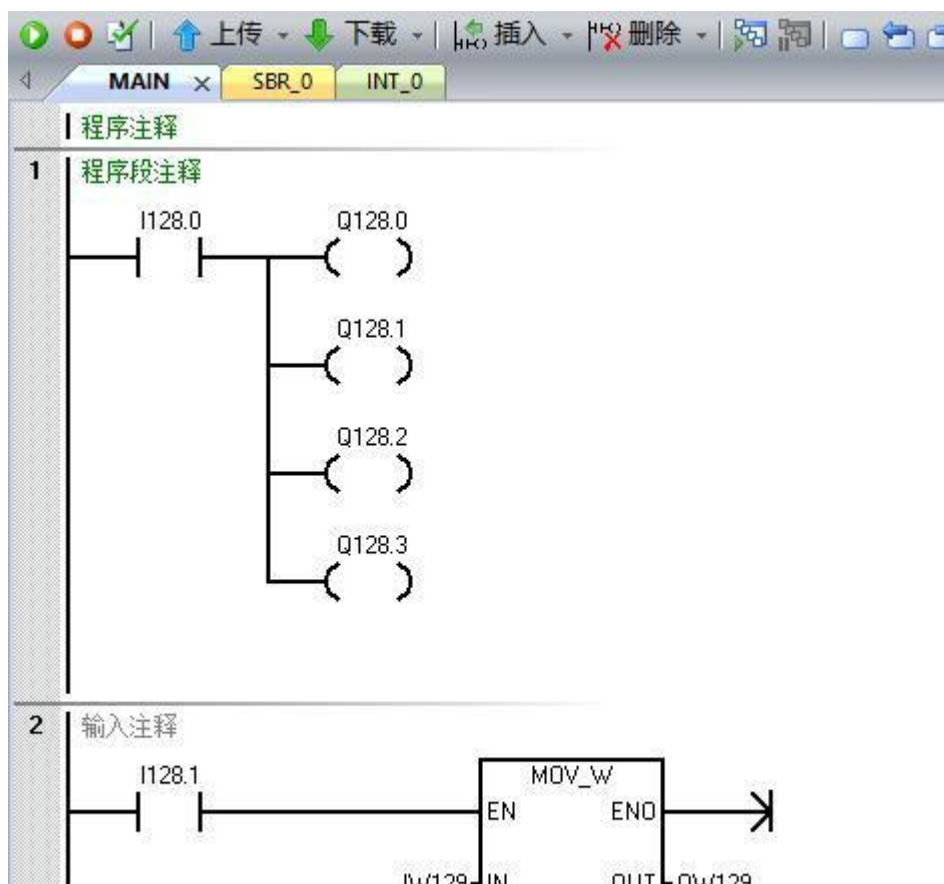 上传 下载 插入 删除
MAIN SBR_0 INT_0
程序注释
1 程序段注释
I128.0 Q128.0
Q128.1
Q128.2
Q128.3
2 输入注释
I128.1 MOV_W
EN ENO
IW129 IN OUT QW129